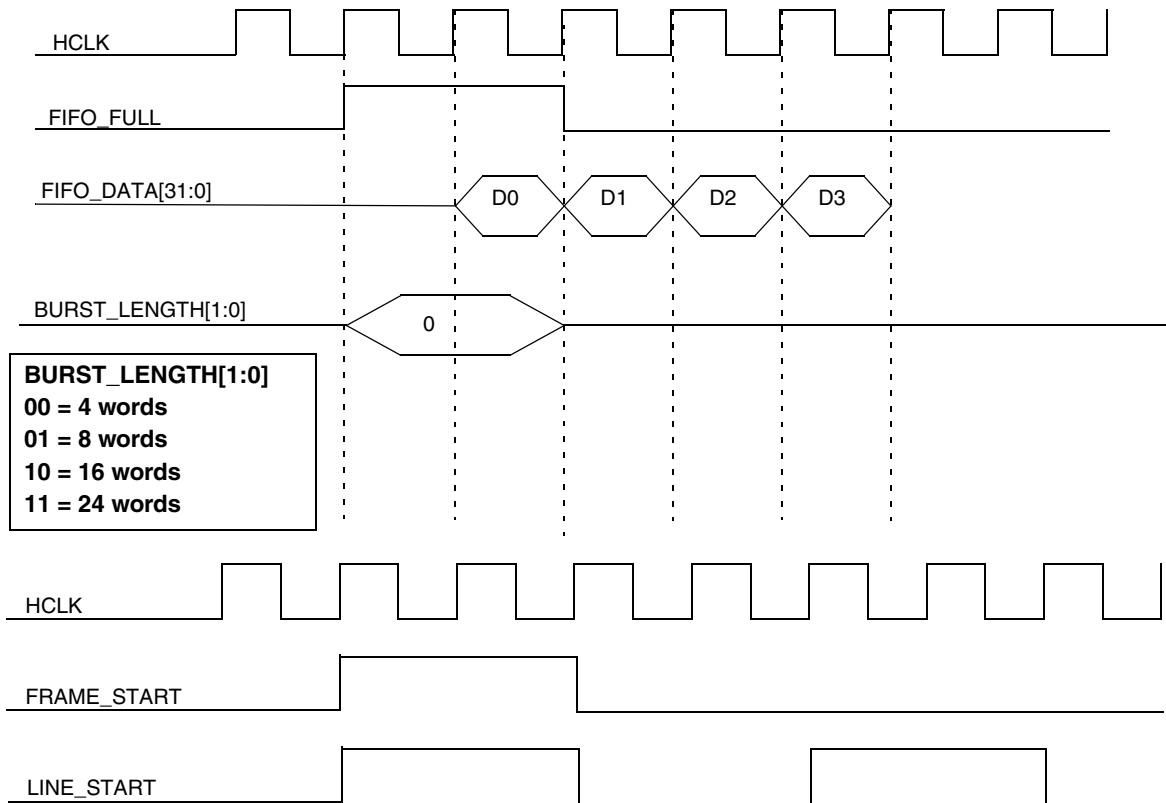 HCLK
FIFO_FULL
FIFO_DATA[31:0]
D0 D1 D2 D3
BURST_LENGTH[1:0]
0
BURST_LENGTH[1:0]
00 = 4 words
01 = 8 words
10 = 16 words
11 = 24 words
HCLK
FRAME_START
LINE_START